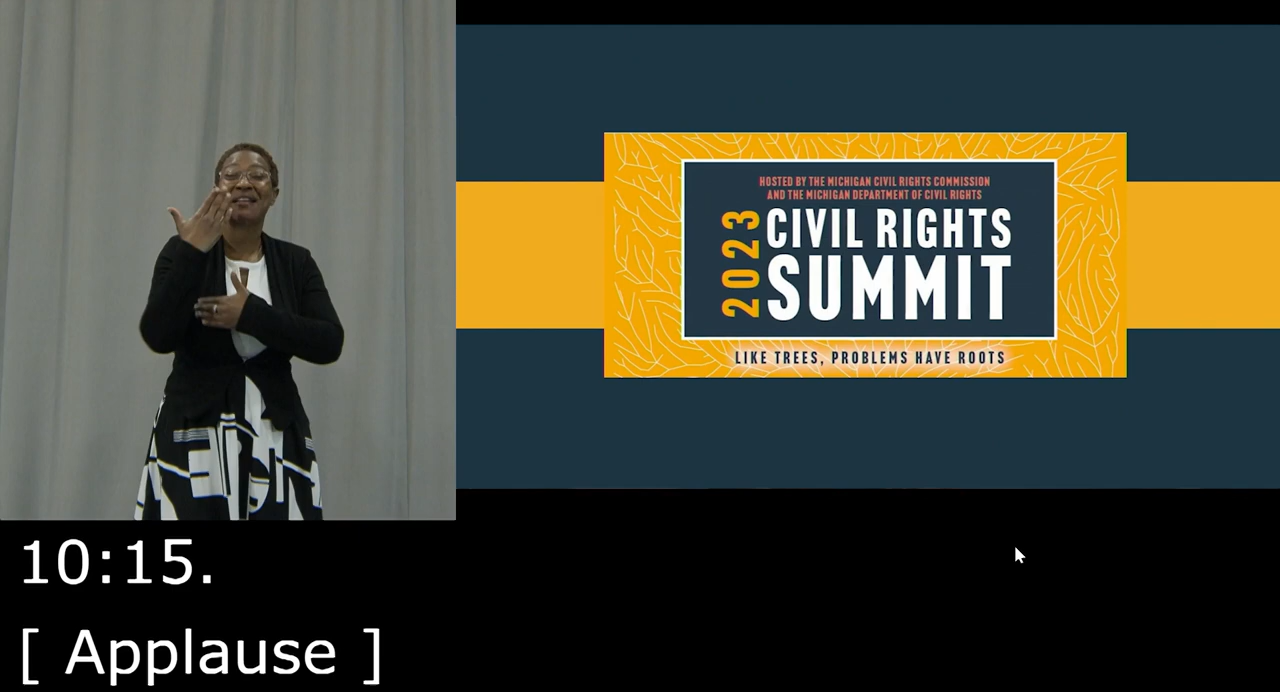 HOSTED BY THE MICHIGAN CIVIL RIGHTS COMMISSION
AND THE MICHIGAN DEPARTMENT OF CIVIL RIGHTS
2023
CIVIL RIGHTS
SUMMIT
LIKE TREES, PROBLEMS HAVE ROOTS
10:15.
[ Applause ]